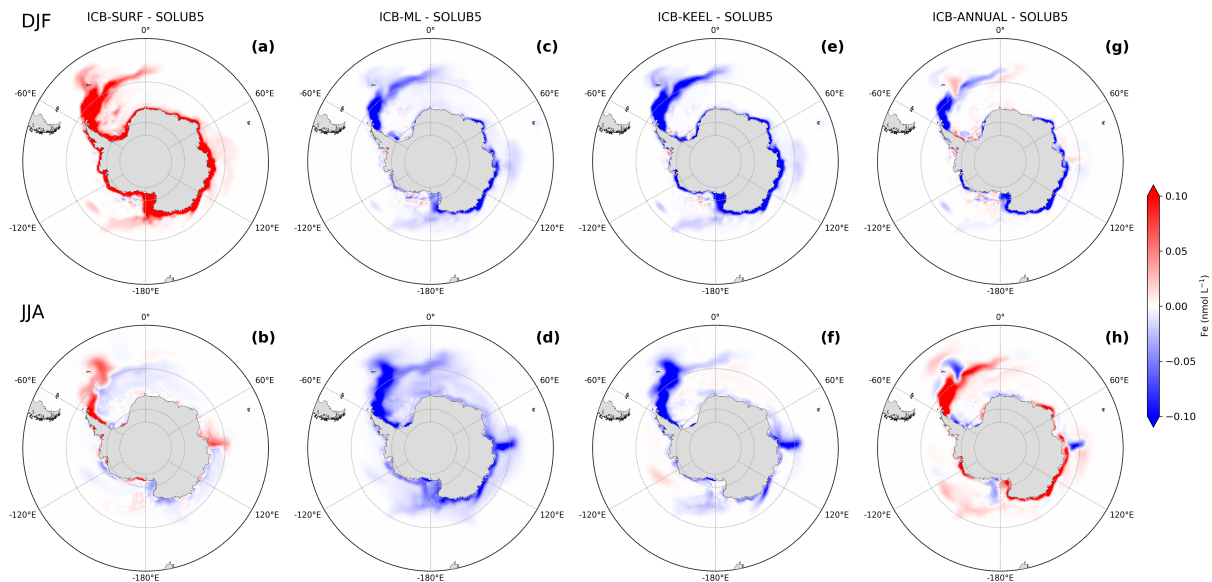 DJF
ICB-SURF - SOLUB5
ICB-ML - SOLUB5
ICB-KEEL - SOLUB5
ICB-ANNUAL - SOLUB5
0°
0°
0°
0°
(a)
(c)
(e)
(g)
-60°E
60°E
-60°E
60°E
-60°E
60°E
-60°E
60°E
-120°E
120°E
-120°E
120°E
-120°E
120°E
-120°E
120°E
-180°E
-180°E
-180°E
-180°E
JJA
0°
0°
0°
0°
(b)
(d)
(f)
(h)
-60°E
60°E
-60°E
60°E
-60°E
60°E
-60°E
60°E
-120°E
120°E
-120°E
120°E
-120°E
120°E
-120°E
120°E
-180°E
-180°E
-180°E
-180°E
0.10
0.05
0.00
−0.05
−0.10
Fe (nmol L⁻¹)